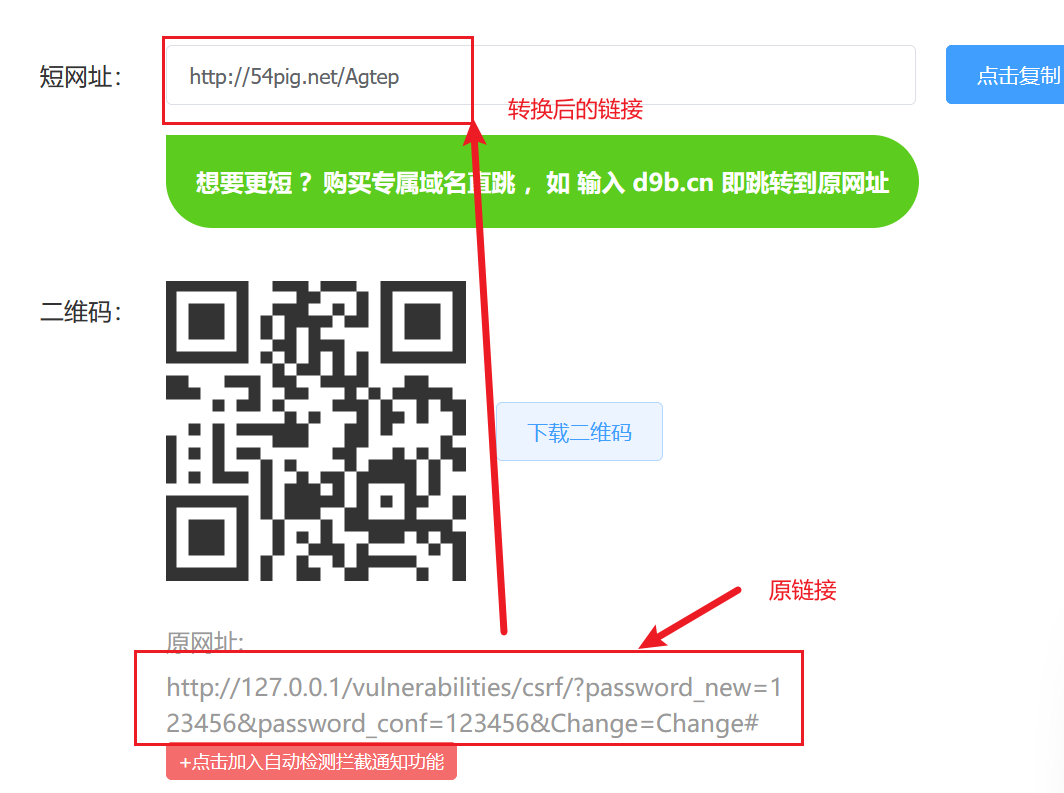 短网址：
http://54pig.net/Agtep
点击复制
转换后的链接
想要更短？购买专属域名直跳，如 输入 d9b.cn 即跳转到原网址
二维码：
下载二维码
原链接
原网址:
http://127.0.0.1/vulnerabilities/csrf/?password_new=1
23456&password_conf=123456&Change=Change#
+点击加入自动检测拦截通知功能